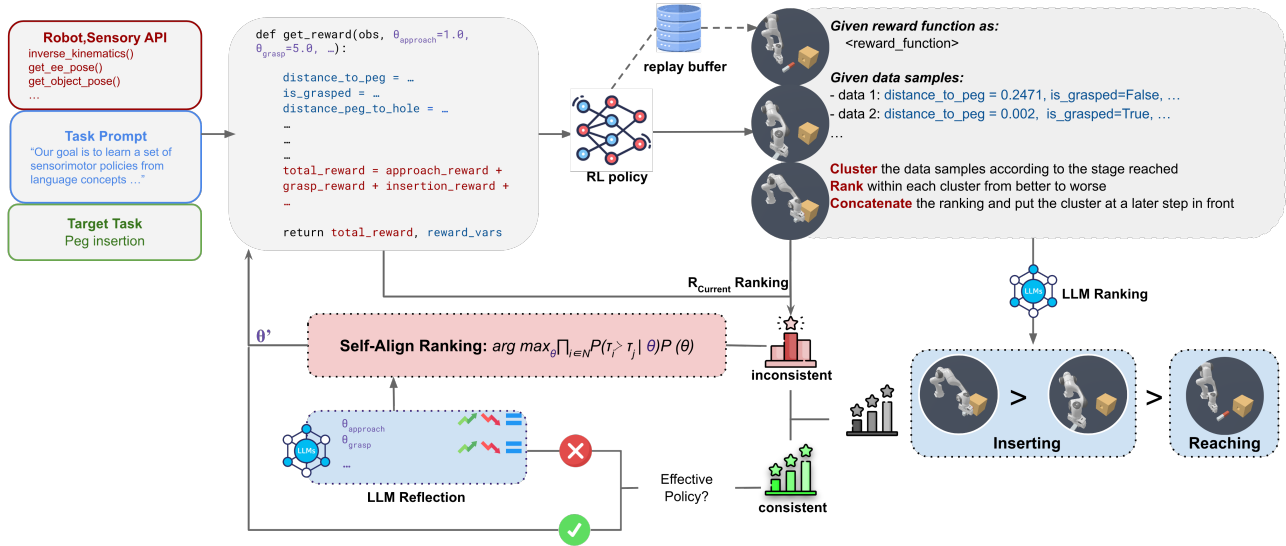 Robot,Sensory API
inverse_kinematics()
get_ee_pose()
get_object_pose()
…
Task Prompt
“Our goal is to learn a set of
sensorimotor policies from
language concepts …”
Target Task
Peg insertion
def get_reward(obs, θapproach=1.0,
θgrasp=5.0, …):
distance_to_peg = …
is_grasped = …
distance_peg_to_hole = …
…
…
…
total_reward = approach_reward +
grasp_reward + insertion_reward +
…
return total_reward, reward_vars
replay buffer
RL policy
Given reward function as:
<reward_function>
Given data samples:
- data 1: distance_to_peg = 0.2471, is_grasped=False, …
- data 2: distance_to_peg = 0.002, is_grasped=True, …
…
Cluster the data samples according to the stage reached
Rank within each cluster from better to worse
Concatenate the ranking and put the cluster at a later step in front
RCurrent Ranking
LLMs
LLM Ranking
θ’
Self-Align Ranking: arg maxθ∏i∈N P(τi > τj | θ)P (θ)
inconsistent
>
>
Inserting
Reaching
LLMs
θapproach
θgrasp
…
LLM Reflection
Effective
Policy?
consistent